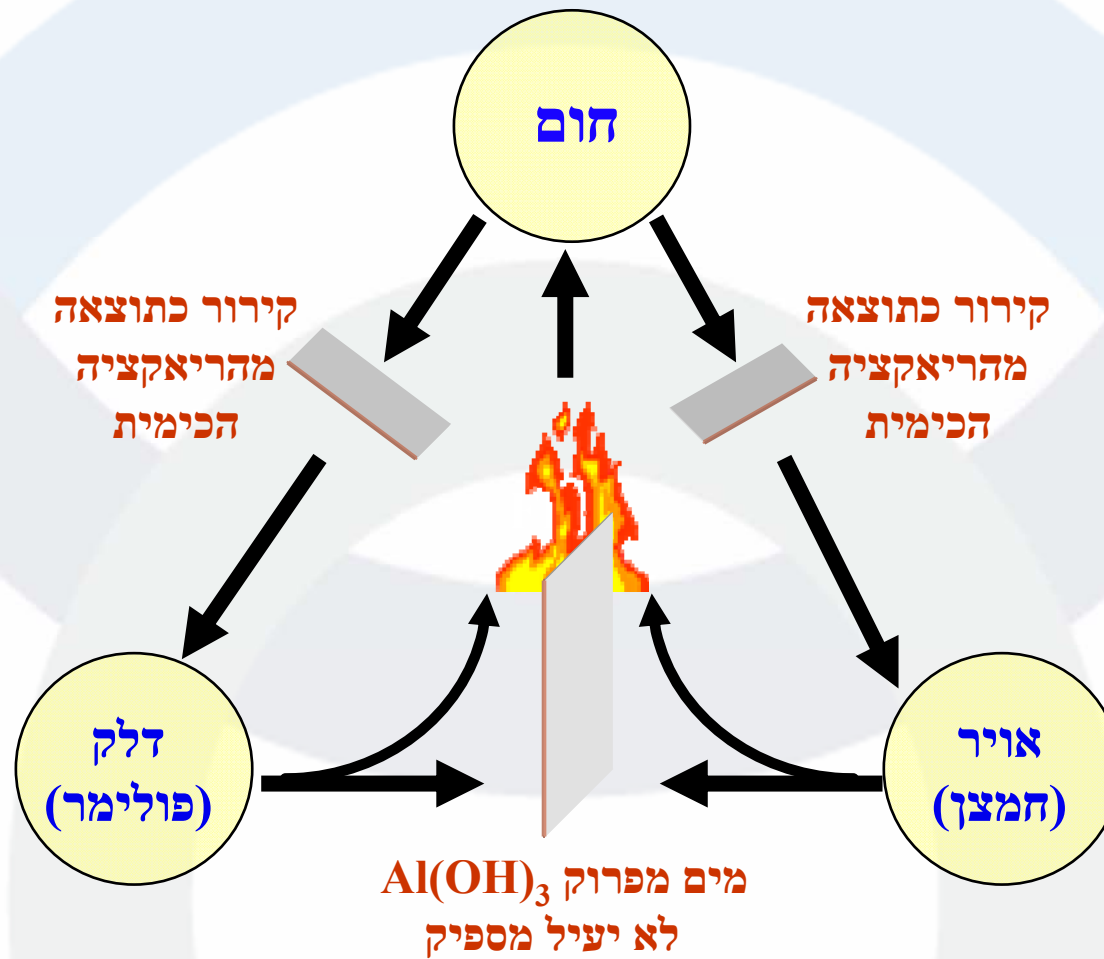 חום
קירור כתוצאה
מהריאקציה
הכימית
קירור כתוצאה
מהריאקציה
הכימית
אויר
(חמצן)
דלק
(פולימר)
מים מפרוק Al(OH)₃
לא יעיל מספיק